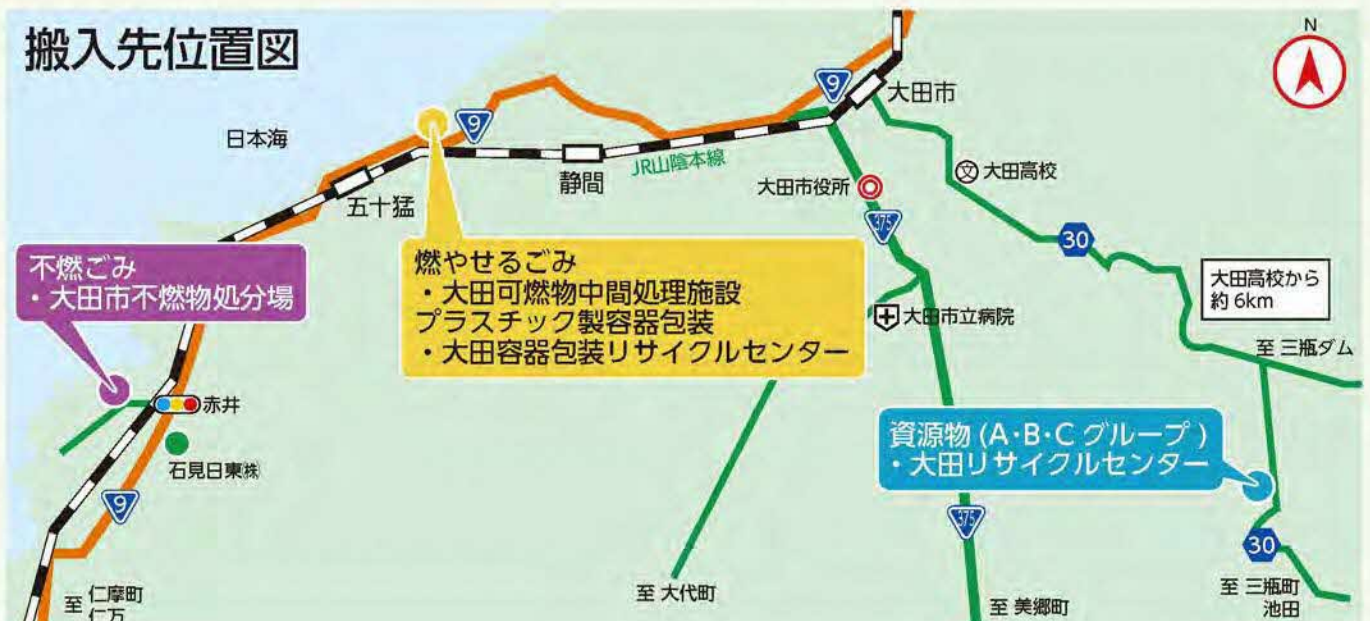 搬入先位置図
N
日本海
9
9
大田市
JR山陰本線
静間
五十猛
大田市役所
文 大田高校
375
30
不燃ごみ
・大田市不燃物処分場
燃やせるごみ
・大田可燃物中間処理施設
プラスチック製容器包装
・大田容器包装リサイクルセンター
大田高校から
約6km
大田市立病院
至 三瓶ダム
赤井
石見日東㈱
資源物 (A・B・C グループ)
・大田リサイクルセンター
9
375
30
至 仁摩町
仁万
至 大代町
至 美郷町
至 三瓶町
池田